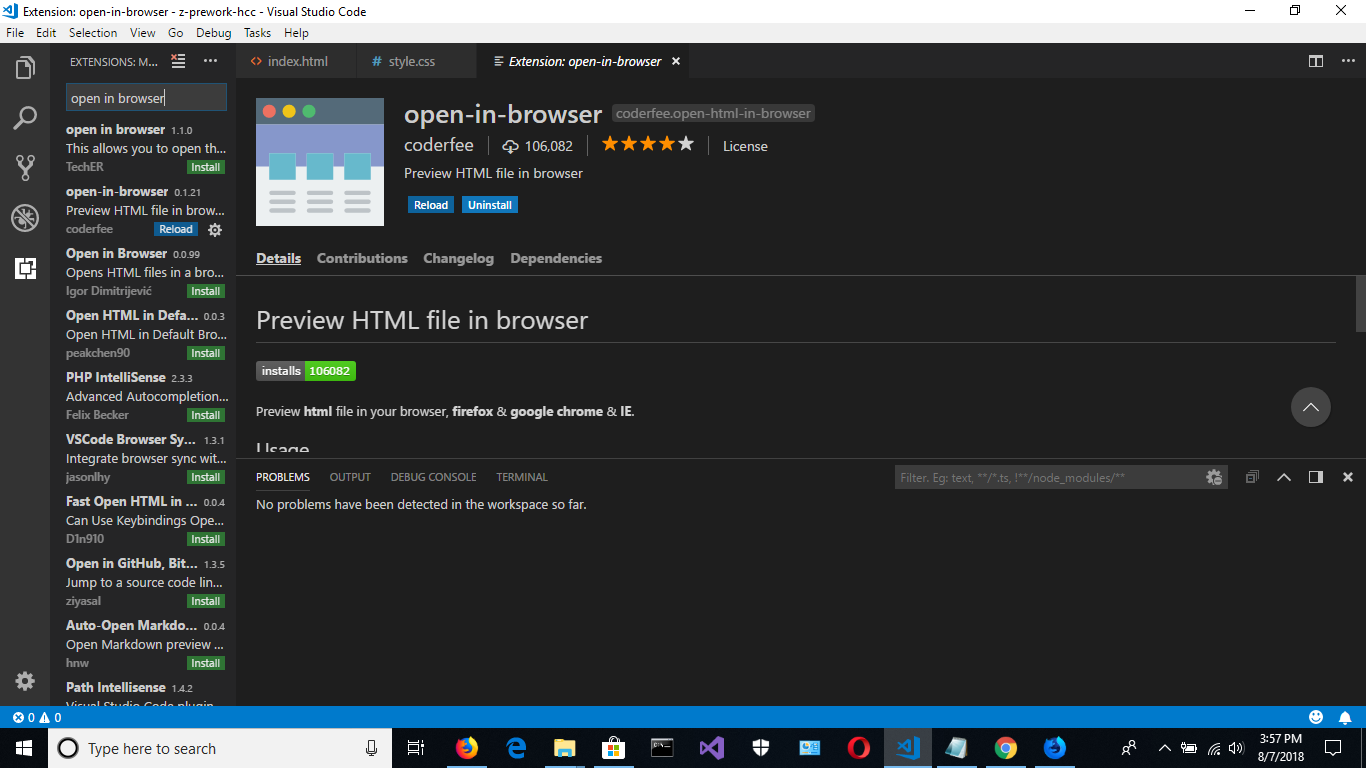 Extension: open-in-browser - z-prework-hcc - Visual Studio Code
File Edit Selection View Go Debug Tasks Help
EXTENSIONS: M...
index.html
style.css
Extension: open-in-browser
open in browser
open in browser 1.1.0
This allows you to open th...
TechER Install
open-in-browser 0.1.21
Preview HTML file in brow...
coderfee Reload
Open in Browser 0.0.99
Opens HTML files in a bro...
Igor Dimitrijević Install
Open HTML in Defa... 0.0.3
Open HTML in Default Bro...
peakchen90 Install
PHP IntelliSense 2.3.3
Advanced Autocompletion...
Felix Becker Install
VSCode Browser Sy... 1.3.1
Integrate browser sync wit...
jasonlhy Install
Fast Open HTML in ... 0.0.4
Can Use Keybindings Ope...
D1n910 Install
Open in GitHub, Bit... 1.3.5
Jump to a source code lin...
ziyasal Install
Auto-Open Markdo... 0.0.4
Open Markdown preview ...
hnw Install
Path Intellisense 1.4.2
Visual Studio Code plugin
open-in-browser coderfee.open-html-in-browser
coderfee 106,082 License
Preview HTML file in browser
Reload Uninstall
Details Contributions Changelog Dependencies
Preview HTML file in browser
installs 106082
Preview html file in your browser, firefox & google chrome & IE.
Usage
PROBLEMS OUTPUT DEBUG CONSOLE TERMINAL
Filter. Eg: text, **/*.ts, !**/node_modules/**
No problems have been detected in the workspace so far.
0 0
Type here to search
3:57 PM
8/7/2018